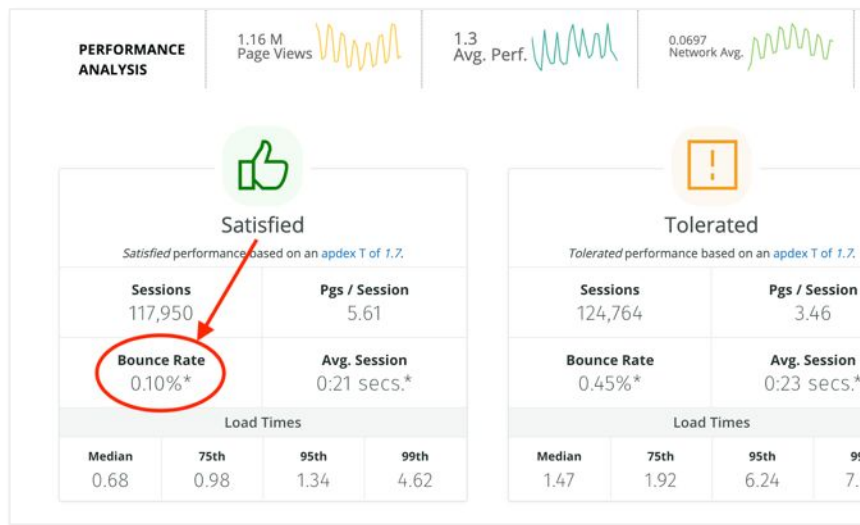 PERFORMANCE
ANALYSIS
1.16 M
Page Views
1.3
Avg. Perf.
0.0697
Network Avg.
Satisfied
Satisfied performance based on an apdex T of 1.7.
Sessions
117,950
Pgs / Session
5.61
Bounce Rate
0.10%*
Avg. Session
0:21 secs.*
Load Times
Median
75th
95th
99th
0.68
0.98
1.34
4.62
Tolerated
Tolerated performance based on an apdex T of 1.7.
Sessions
124,764
Pgs / Session
3.46
Bounce Rate
0.45%*
Avg. Session
0:23 secs.*
Load Times
Median
75th
95th
1.47
1.92
6.24